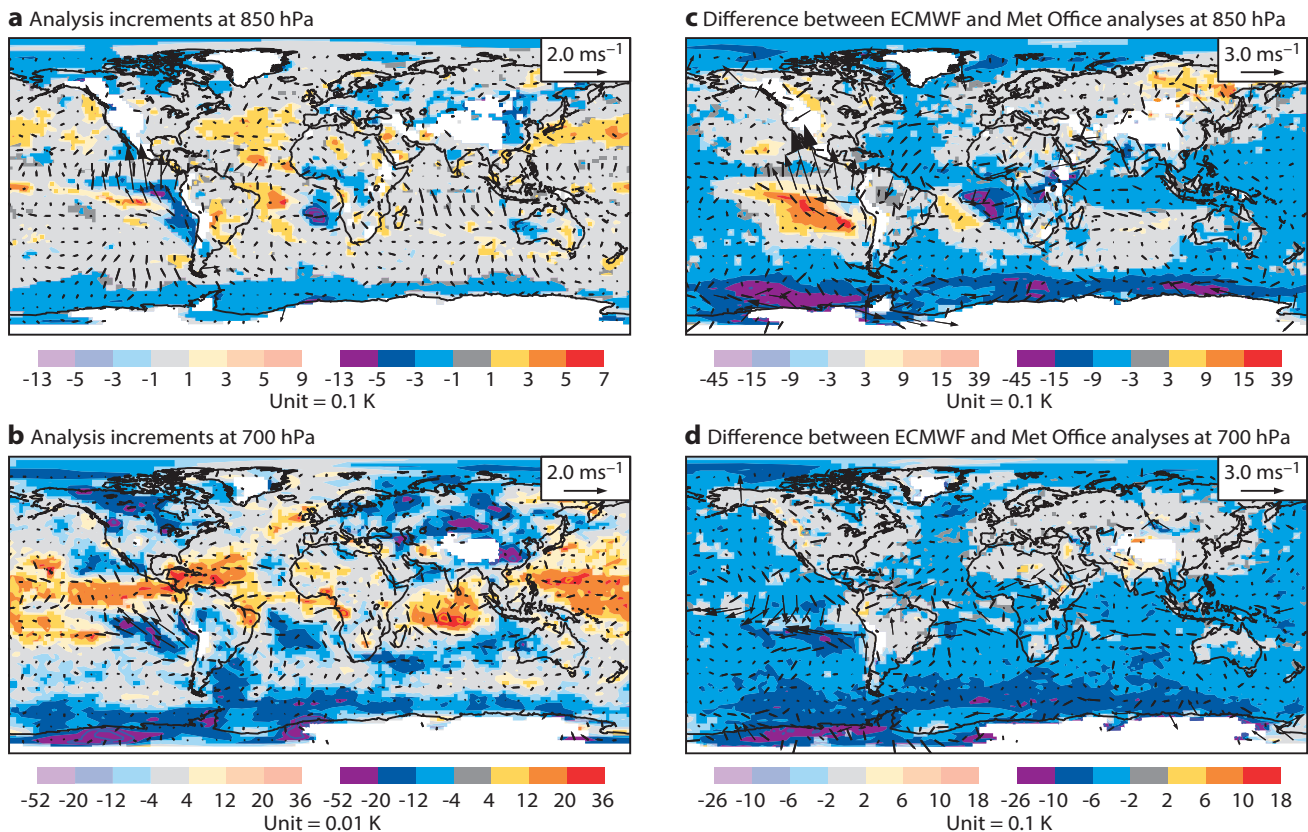 a Analysis increments at 850 hPa
2.0 ms⁻¹
-13 -5 -3 -1 1 3 5 9
-13 -5 -3 -1 1 3 5 7
Unit = 0.1 K
b Analysis increments at 700 hPa
2.0 ms⁻¹
-52 -20 -12 -4 4 12 20 36
-52 -20 -12 -4 4 12 20 36
Unit = 0.01 K
c Difference between ECMWF and Met Office analyses at 850 hPa
3.0 ms⁻¹
-45 -15 -9 -3 3 9 15 39
-45 -15 -9 -3 3 9 15 39
Unit = 0.1 K
d Difference between ECMWF and Met Office analyses at 700 hPa
3.0 ms⁻¹
-26 -10 -6 -2 2 6 10 18
-26 -10 -6 -2 2 6 10 18
Unit = 0.1 K